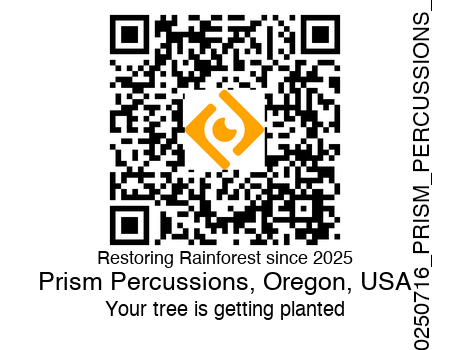 Restoring Rainforest since 2025
Prism Percussions, Oregon, USA
Your tree is getting planted
0250716_PRISM_PERCUSSIONS_